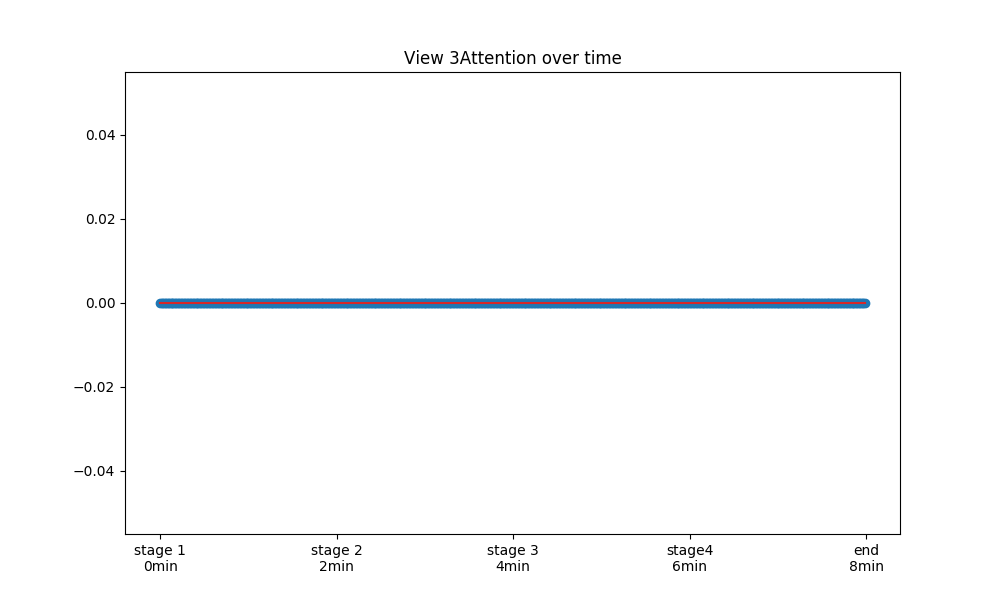 View 3Attention over time
0.04
0.02
0.00
−0.02
−0.04
stage 1 stage 2 stage 3 stage4 end
0min 2min 4min 6min 8min